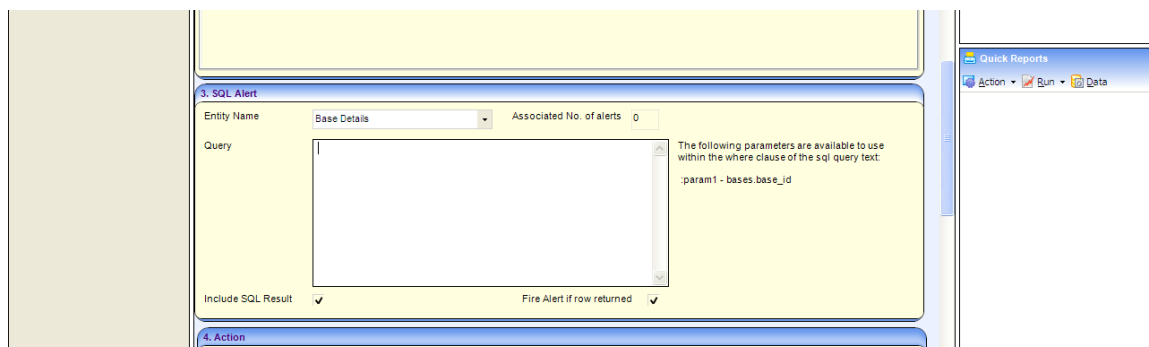 Quick Reports
Action Run Data
3. SQL Alert
Entity Name Base Details Associated No. of alerts 0
Query
The following parameters are available to use
within the where clause of the sql query text:
:param1 - bases.base_id
Include SQL Result Fire Alert if row returned
4. Action